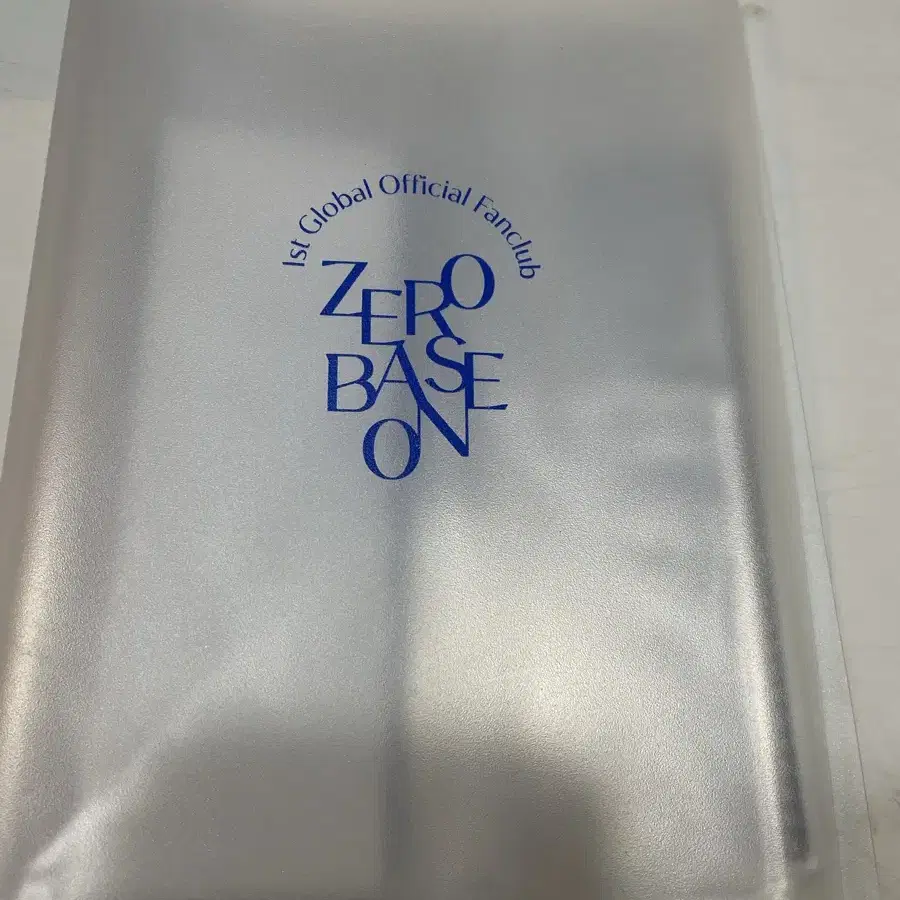 1st Global Official Fanclub
ZERO
BASE
ONE